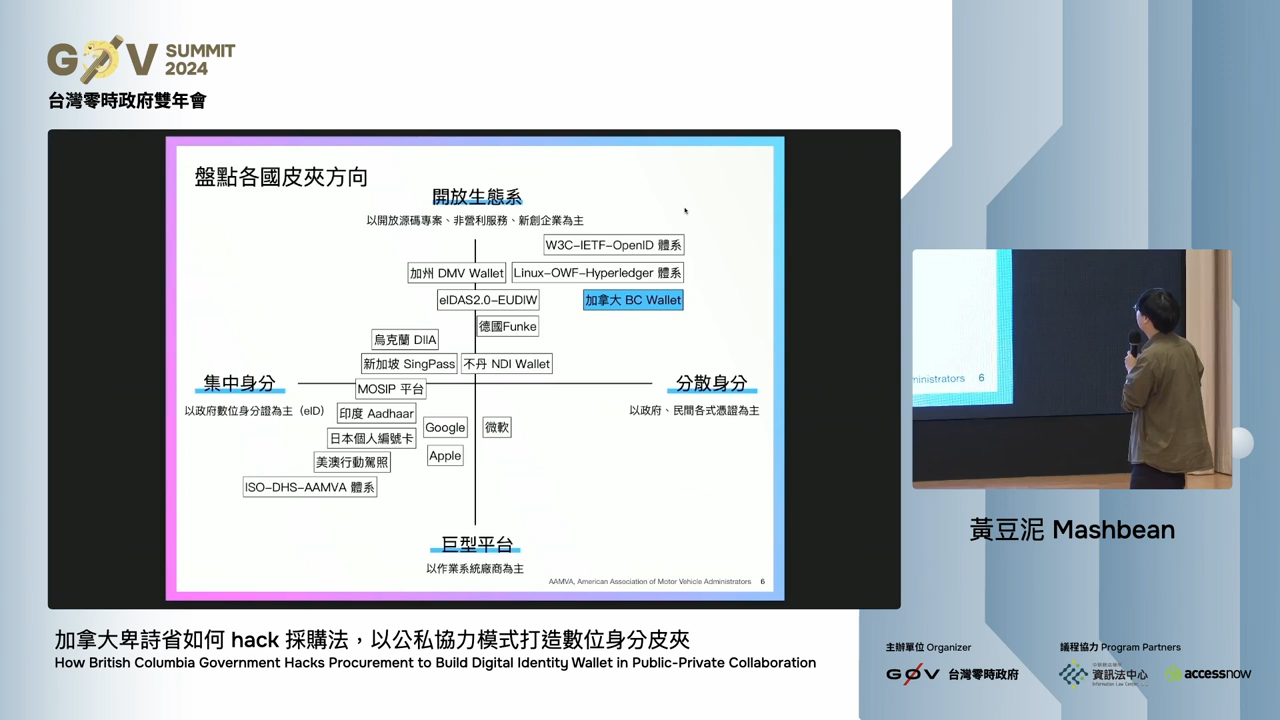 G0V SUMMIT 2024
台灣零時政府雙年會
盤點各國皮夾方向
開放生態系
以開放源碼專案、非營利服務、新創企業為主
W3C-IETF-OpenID 體系
加州 DMV Wallet
Linux-OWF-Hyperledger 體系
eIDAS2.0-EUDIW
加拿大 BC Wallet
德國Funke
烏克蘭 DIIA
新加坡 SingPass
不丹 NDI Wallet
集中身分
分散身分
MOSIP 平台
以政府數位身分證為主（eID）
印度 Aadhaar
以政府、民間各式憑證為主
Google
微軟
日本個人編號卡
Apple
美澳行動駕照
ISO-DHS-AAMVA 體系
巨型平台
以作業系統廠商為主
AAMVA, American Association of Motor Vehicle Administrators 6
ministrators 6
黃豆泥 Mashbean
加拿大卑詩省如何 hack 採購法，以公私協力模式打造數位身分皮夾
How British Columbia Government Hacks Procurement to Build Digital Identity Wallet in Public-Private Collaboration
主辦單位 Organizer
議程協力 Program Partners
G0V 台灣零時政府
資訊法中心
accessnow